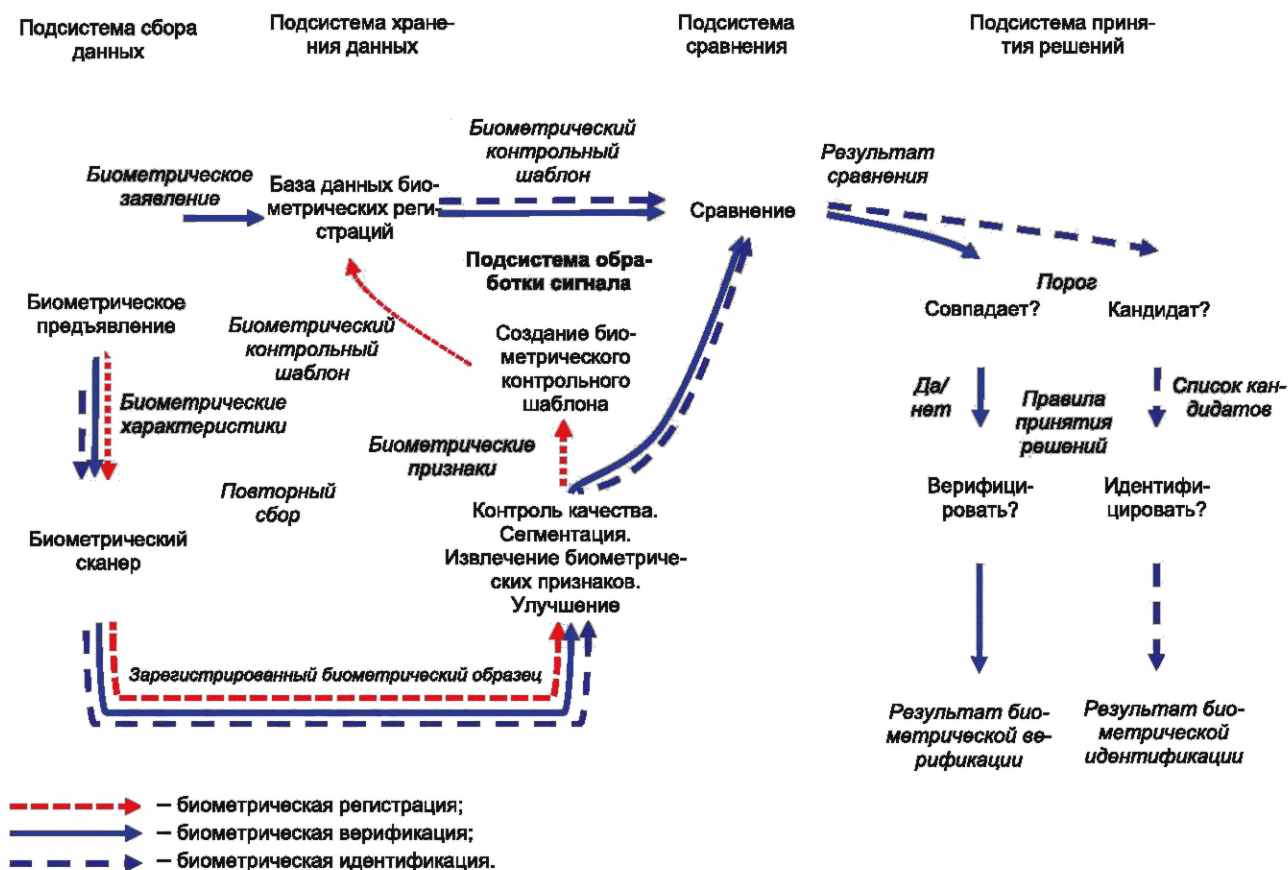 Подсистема сбора
данных
Подсистема хране-
ния данных
Подсистема
сравнения
Подсистема приня-
тия решений
Биометрическое
заявление
База данных био-
метрических реги-
страций
Биометрический
контрольный
шаблон
Сравнение
Результат
сравнения
Подсистема обра-
ботки сигнала
Порог
Совпадает?
Кандидат?
Биометрическое
предъявление
Биометрический
контрольный
шаблон
Создание био-
метрического
контрольного
шаблона
Да/
нет
Правила
принятия
решений
Список кан-
дидатов
Биометрические
характеристики
Биометрические
признаки
Повторный
сбор
Верифици-
ровать?
Идентифи-
цировать?
Биометрический
сканер
Контроль качества.
Сегментация.
Извлечение биометриче-
ских признаков.
Улучшение
Зарегистрированный биометрический образец
Результат био-
метрической ве-
рификации
Результат био-
метрической
идентификации
– биометрическая регистрация;
– биометрическая верификация;
– биометрическая идентификация.